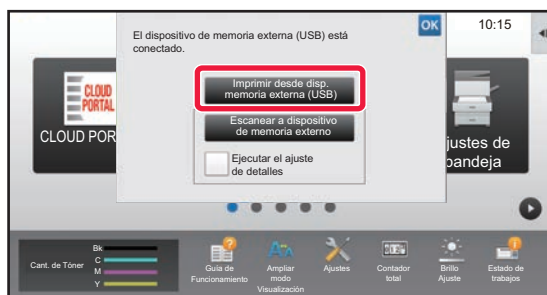 El dispositivo de memoria externa (USB) está
conectado.
OK
10:15
CLOUD
PORTAL
CLOUD POR
Imprimir desde disp.
memoria externa (USB)
Escanear a dispositivo
de memoria externo
Ejecutar el ajuste
de detalles
justes de
bandeja
Cant. de Tóner
Bk
C
M
Y
Guía de
Funcionamiento
Ampliar
modo
Visualización
Ajustes
Contador
total
Brillo
Ajuste
Estado de
trabajos